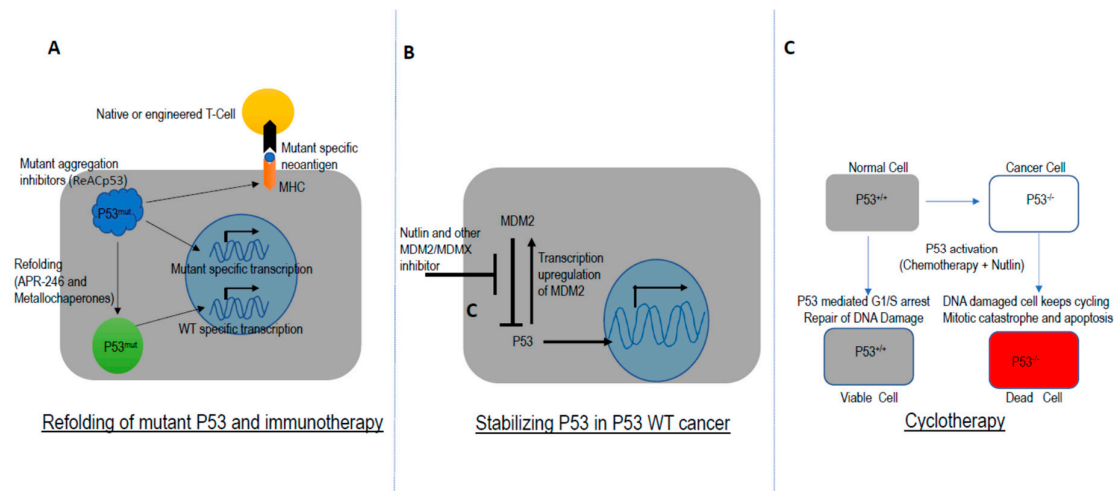 A
Native or engineered T-Cell
Mutant specific
neoantigen
MHC
Mutant aggregation
inhibitors (ReACp53)
P53mut
Mutant specific transcription
Refolding
(APR-246 and
Metallochaperones)
WT specific transcription
P53mut
Refolding of mutant P53 and immunotherapy
B
MDM2
Nutlin and other
MDM2/MDMX
inhibitor
Transcription
upregulation
of MDM2
C
P53
Stabilizing P53 in P53 WT cancer
C
Normal Cell
Cancer Cell
P53+/+
P53-/-
P53 activation
(Chemotherapy + Nutlin)
P53 mediated G1/S arrest
Repair of DNA Damage
DNA damaged cell keeps cycling
Mitotic catastrophe and apoptosis
P53+/+
P53-/-
Viable Cell
Dead Cell
Cyclotherapy